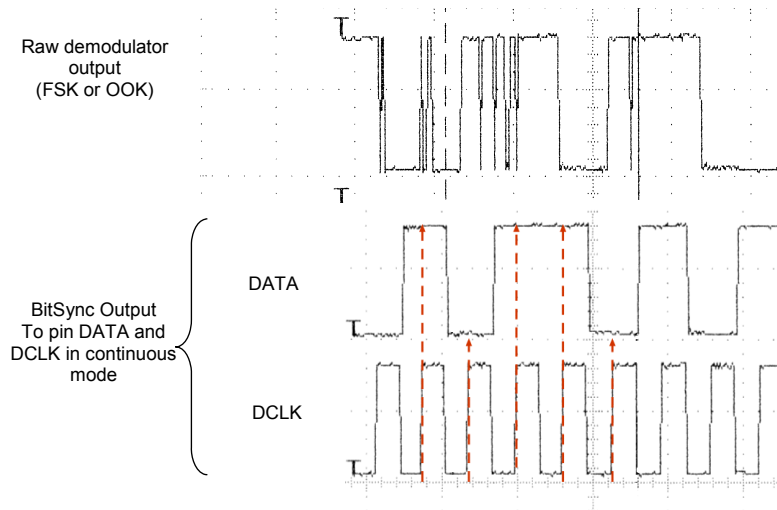 Raw demodulator
output
(FSK or OOK)
BitSync Output
To pin DATA and
DCLK in continuous
mode
DATA
DCLK